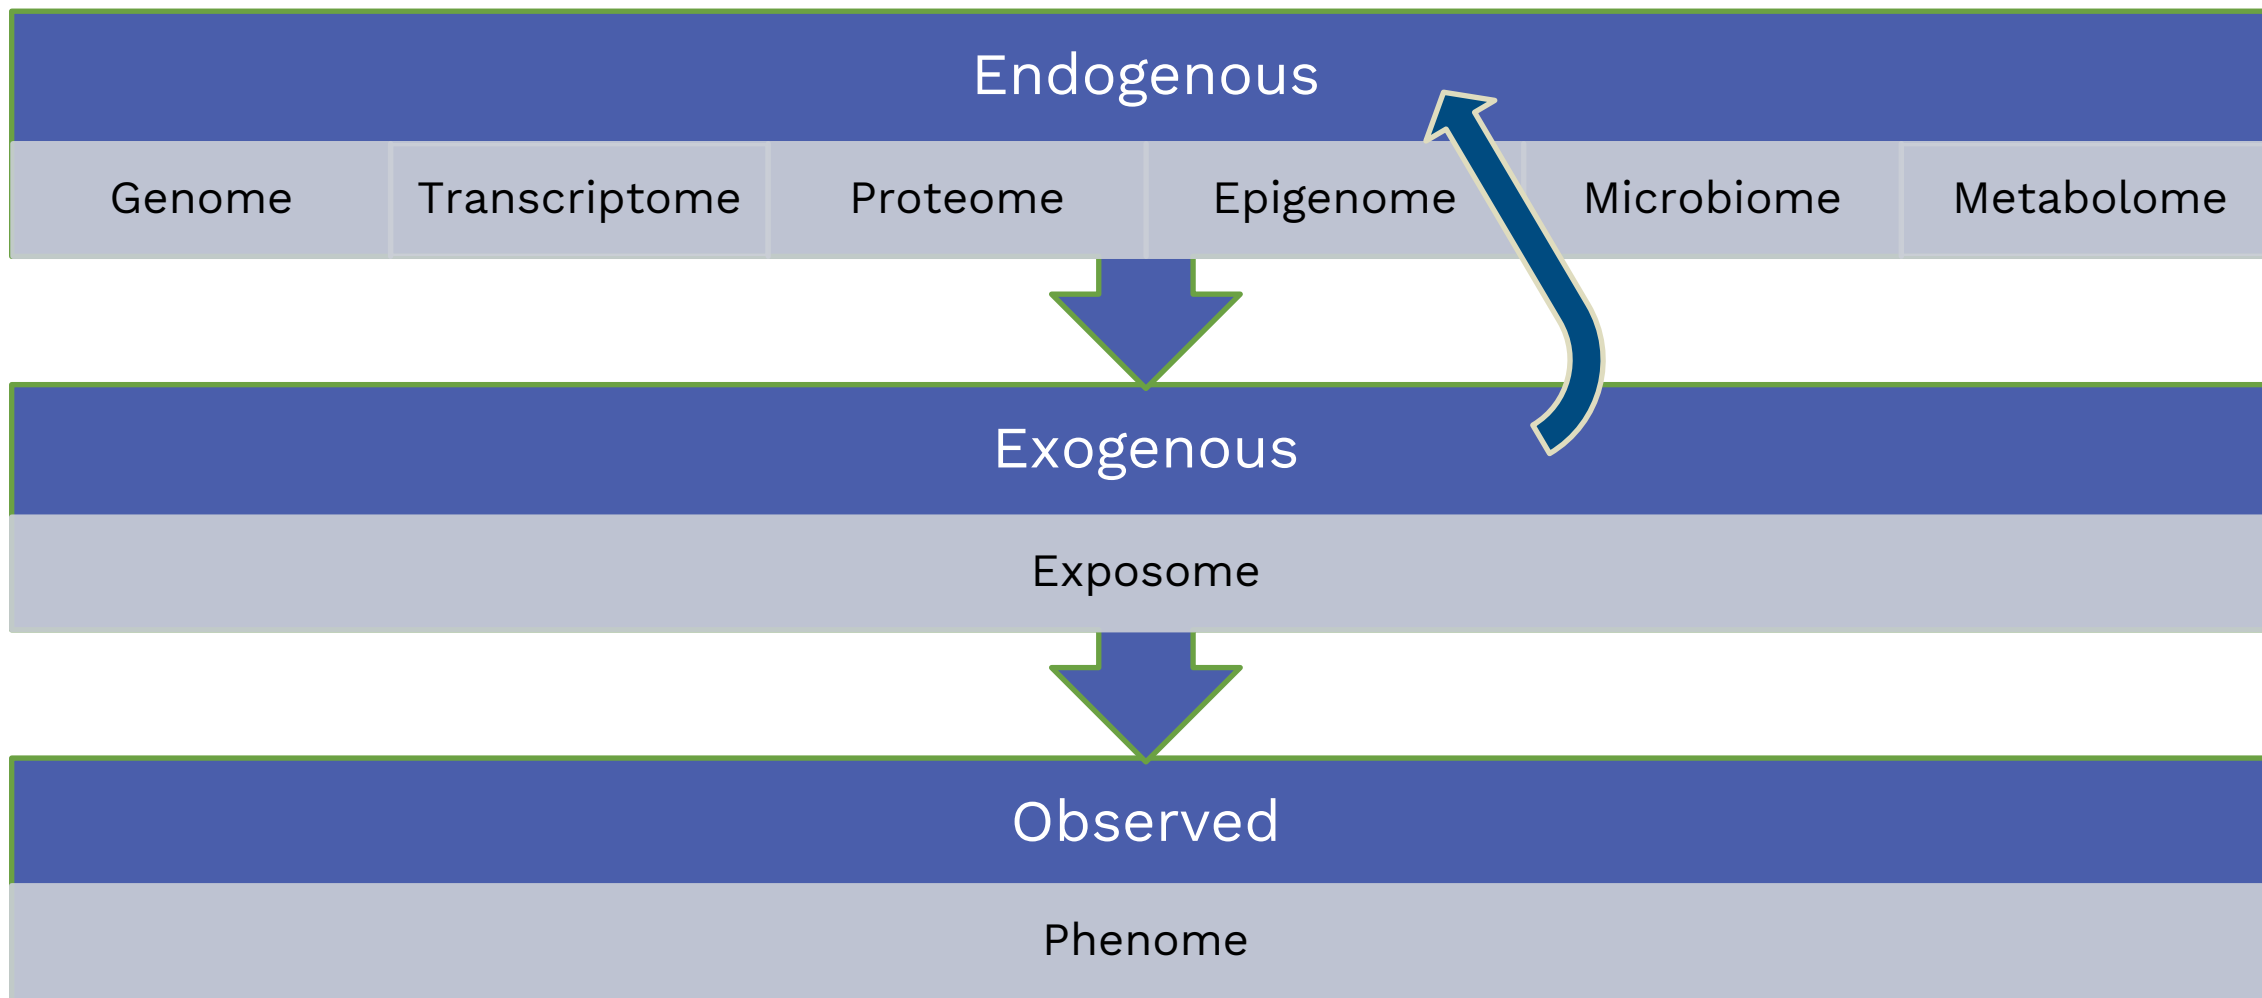 Endogenous
Genome Transcriptome Proteome Epigenome Microbiome Metabolome
Exogenous
Exposome
Observed
Phenome